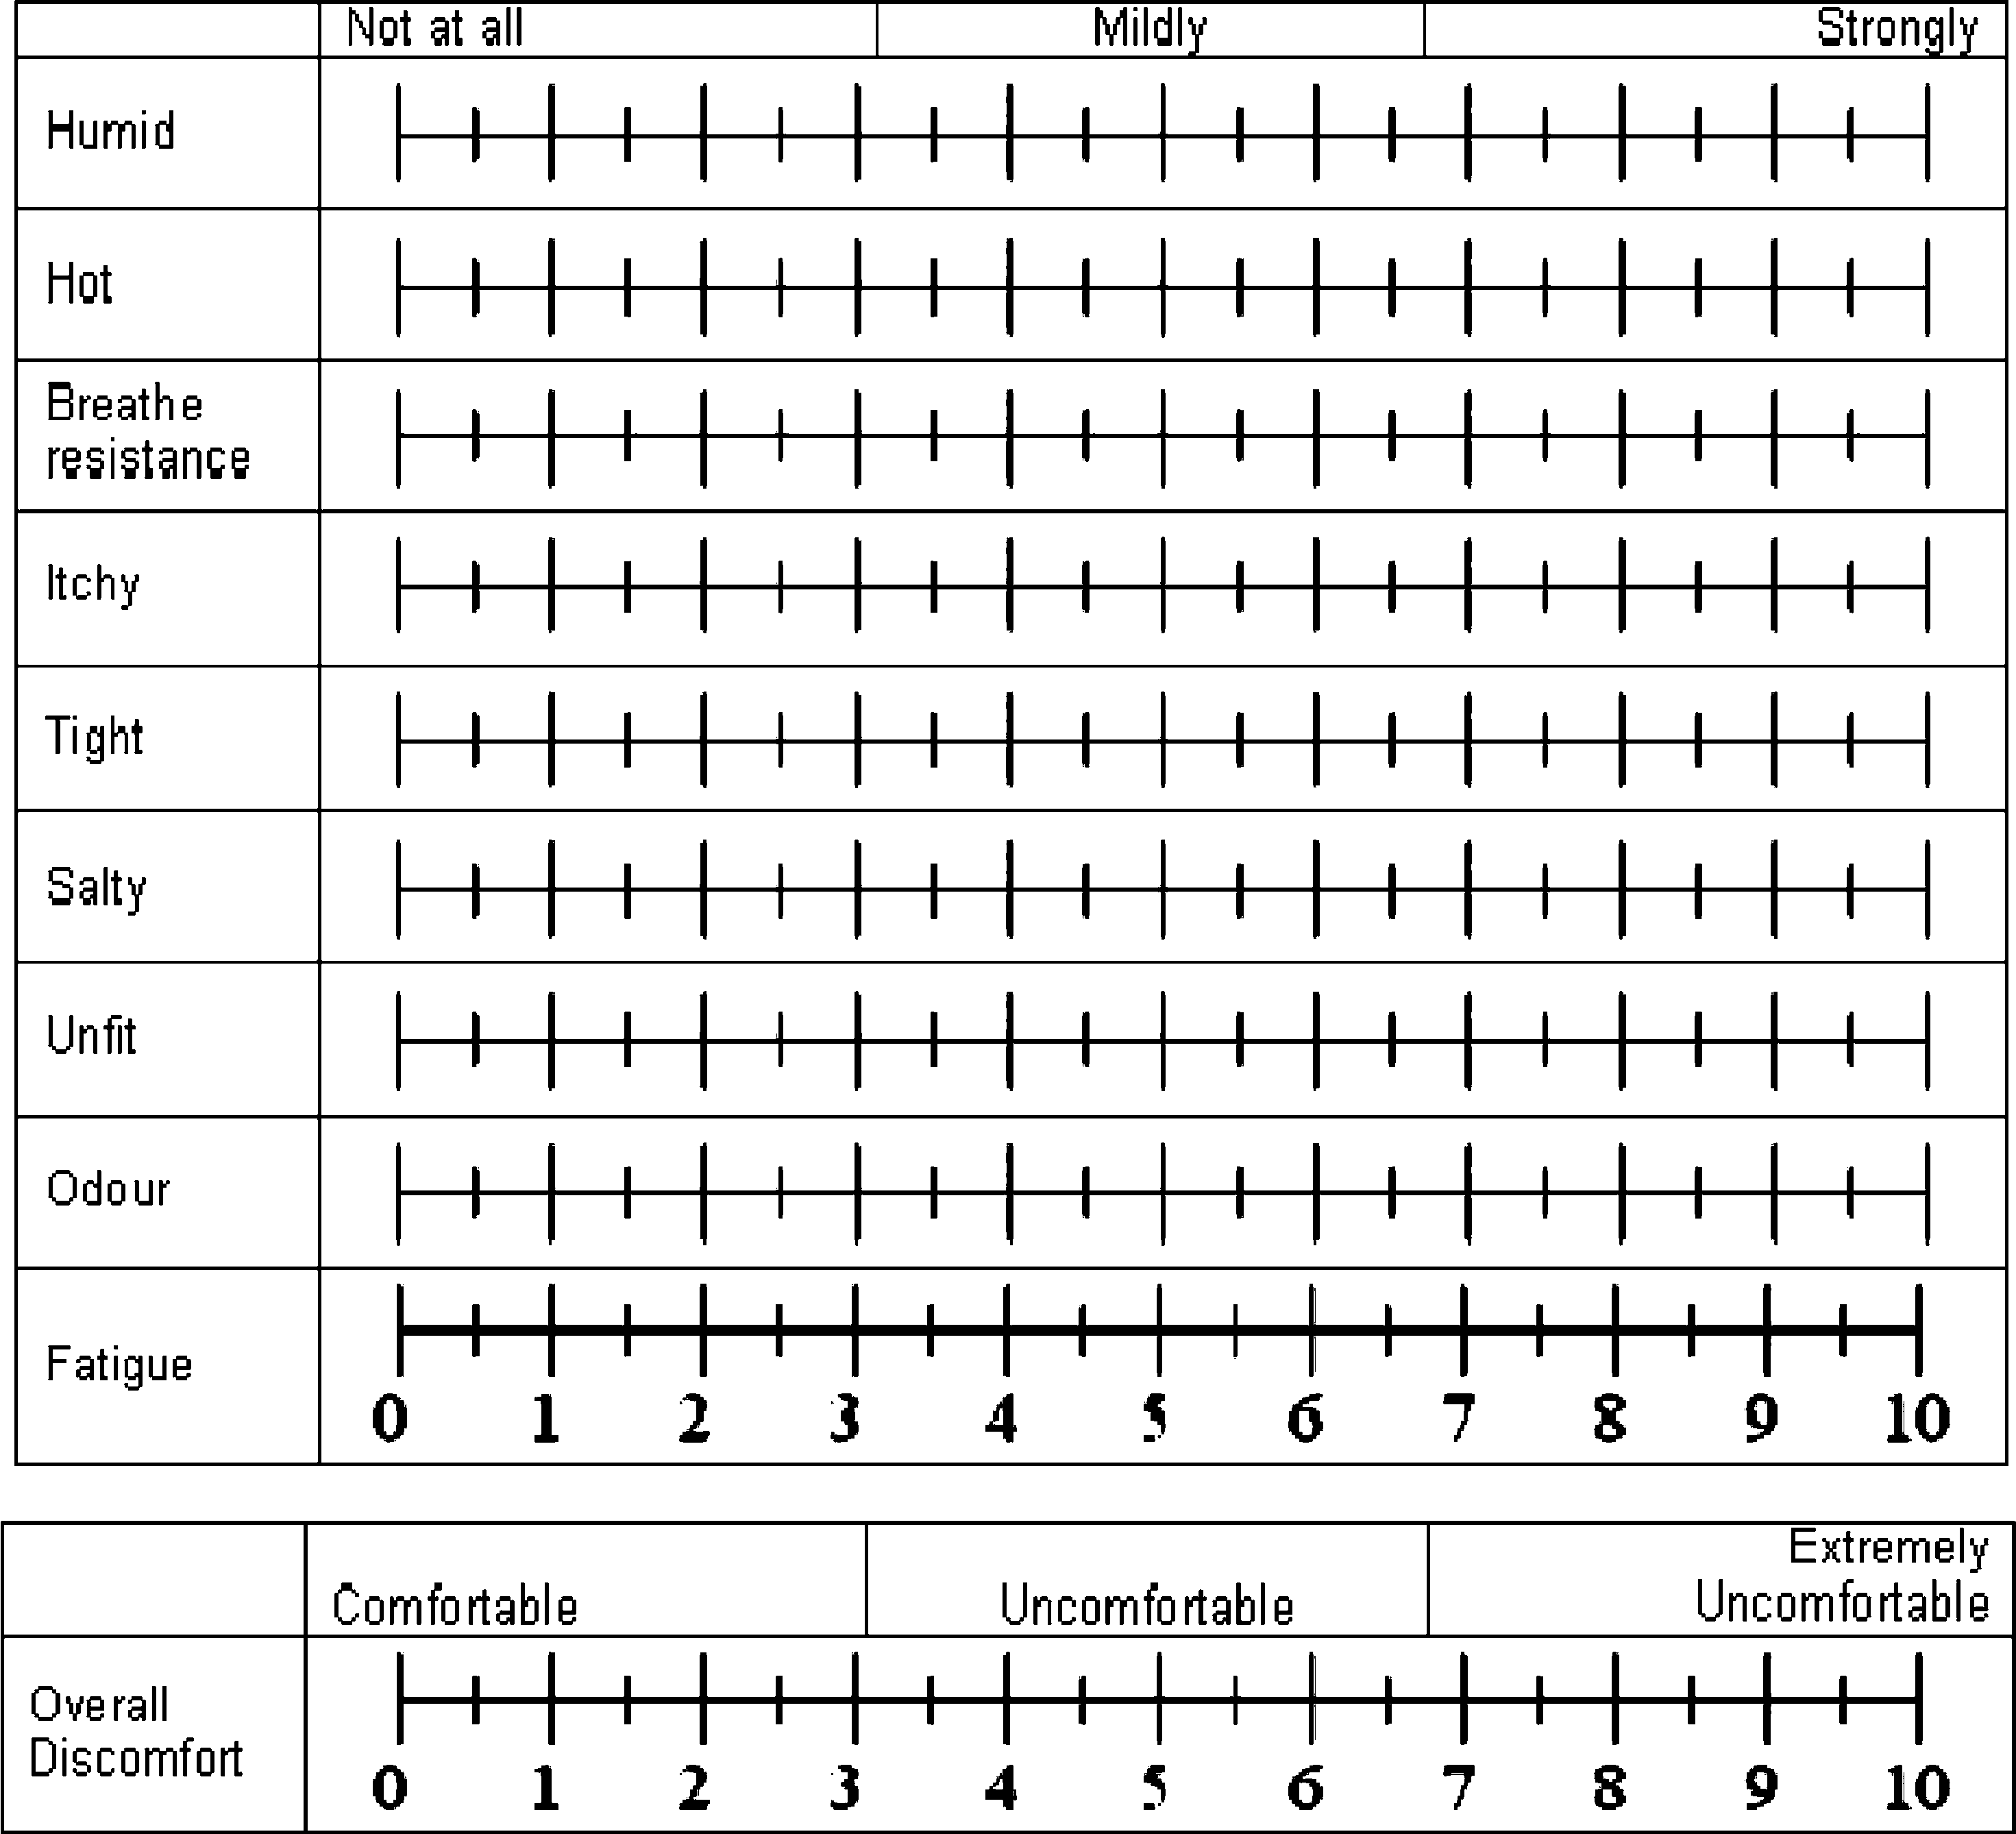 Not at all Mildly Strongly
Humid
Hot
Breathe
resistance
Itchy
Tight
Salty
Unfit
Odour
Fatigue
0 1 2 3 4 5 6 7 8 9 10
Comfortable Uncomfortable Extremely
Uncomfortable
Overall
Discomfort
0 1 2 3 4 5 6 7 8 9 10